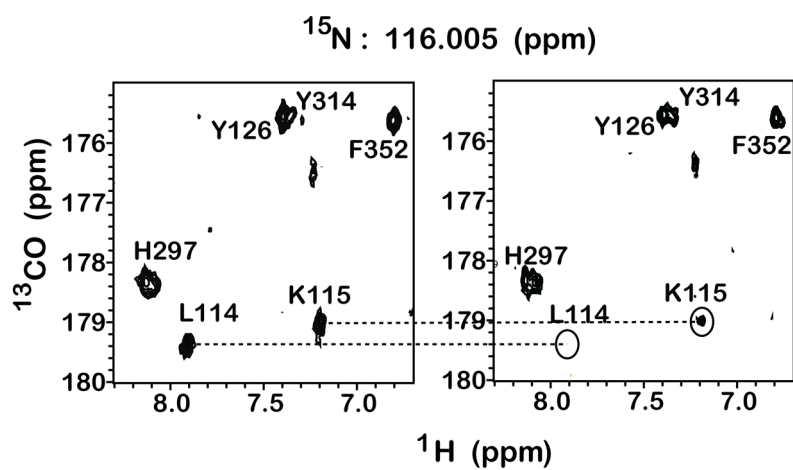 ¹⁵N : 116.005 (ppm)
Y314
Y126
F352
H297
L114
K115
176
177
178
179
180
8.0 7.5 7.0
¹³CO (ppm)
Y314
Y126
F352
H297
L114
K115
176
177
178
179
180
8.0 7.5 7.0
¹H (ppm)